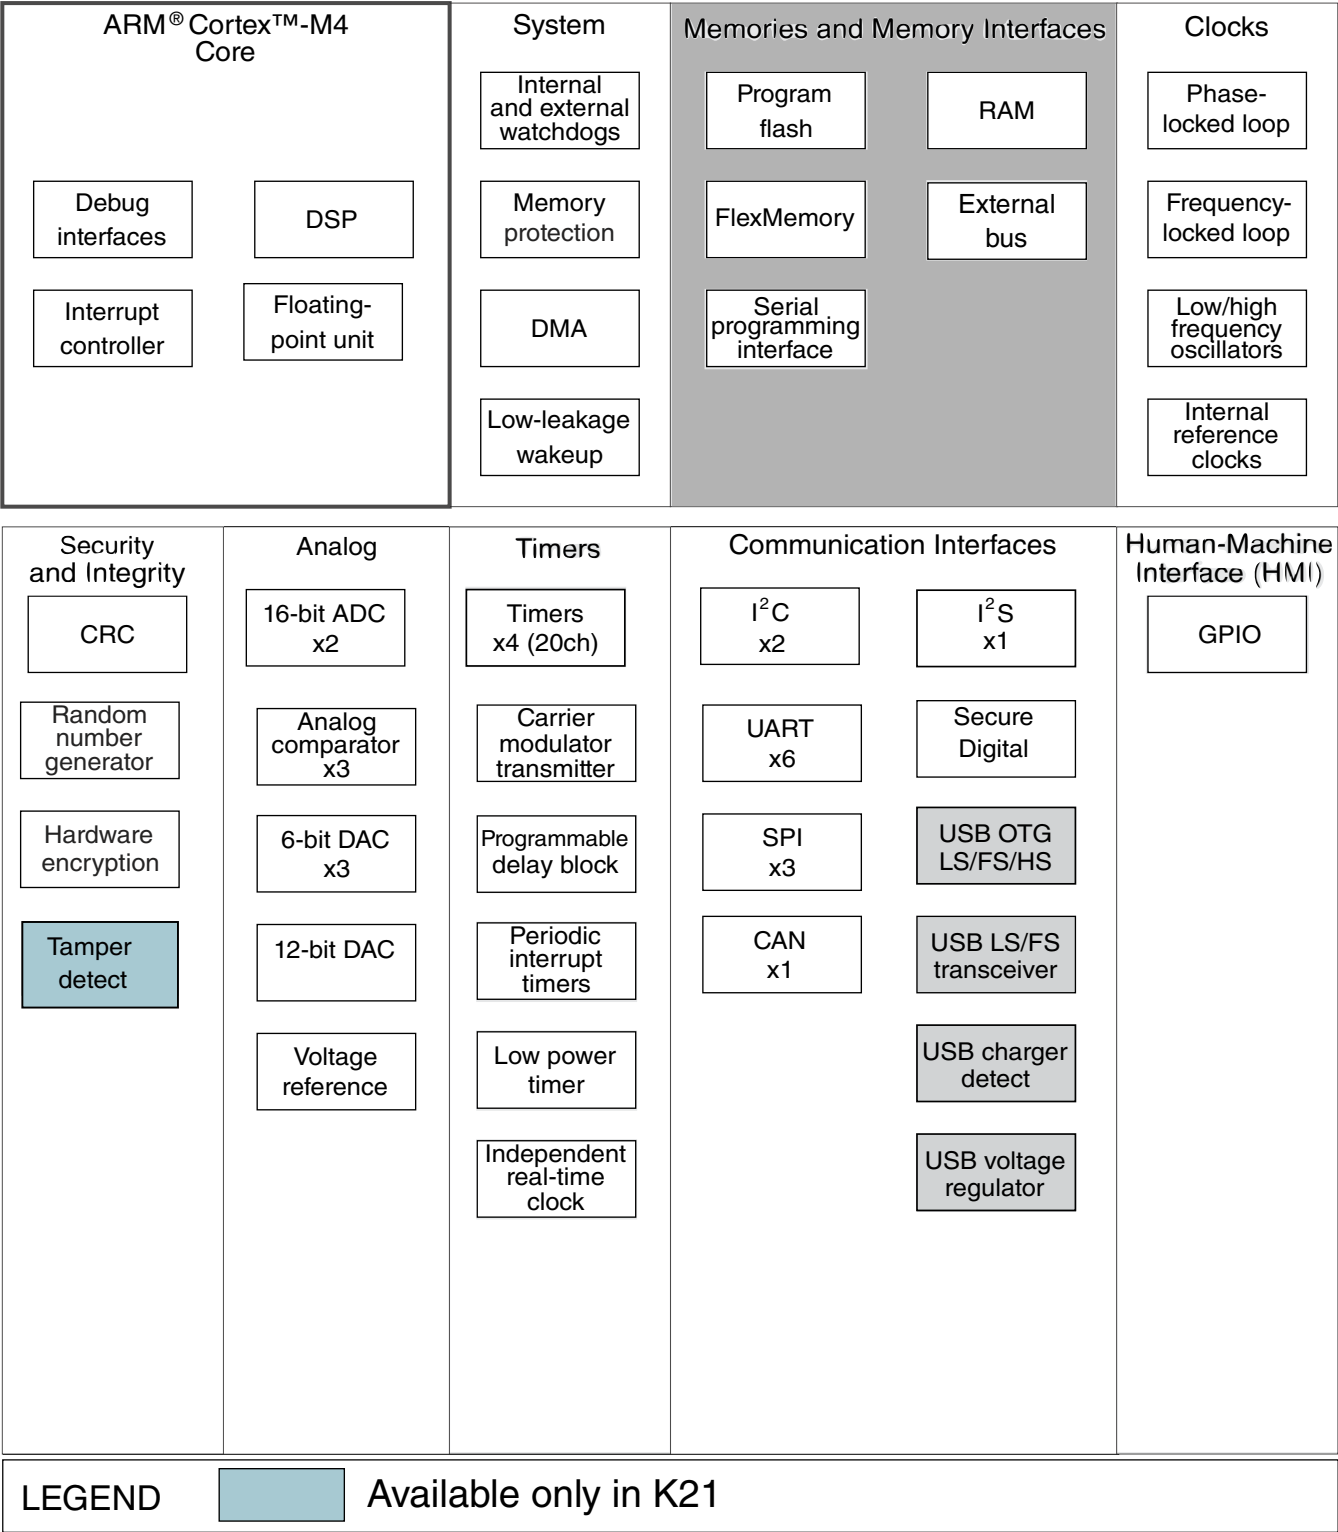 ARM® Cortex™-M4
Core
Debug
interfaces
DSP
Interrupt
controller
Floating-
point unit
System
Internal
and external
watchdogs
Memory
protection
DMA
Low-leakage
wakeup
Memories and Memory Interfaces
Program
flash
RAM
FlexMemory
External
bus
Serial
programming
interface
Clocks
Phase-
locked loop
Frequency-
locked loop
Low/high
frequency
oscillators
Internal
reference
clocks
Security
and Integrity
CRC
Random
number
generator
Hardware
encryption
Tamper
detect
Analog
16-bit ADC
x2
Analog
comparator
x3
6-bit DAC
x3
12-bit DAC
Voltage
reference
Timers
Timers
x4 (20ch)
Carrier
modulator
transmitter
Programmable
delay block
Periodic
interrupt
timers
Low power
timer
Independent
real-time
clock
Communication Interfaces
I²C
x2
UART
x6
SPI
x3
CAN
x1
I²S
x1
Secure
Digital
USB OTG
LS/FS/HS
USB LS/FS
transceiver
USB charger
detect
USB voltage
regulator
Human-Machine
Interface (HMI)
GPIO
LEGEND
Available only in K21